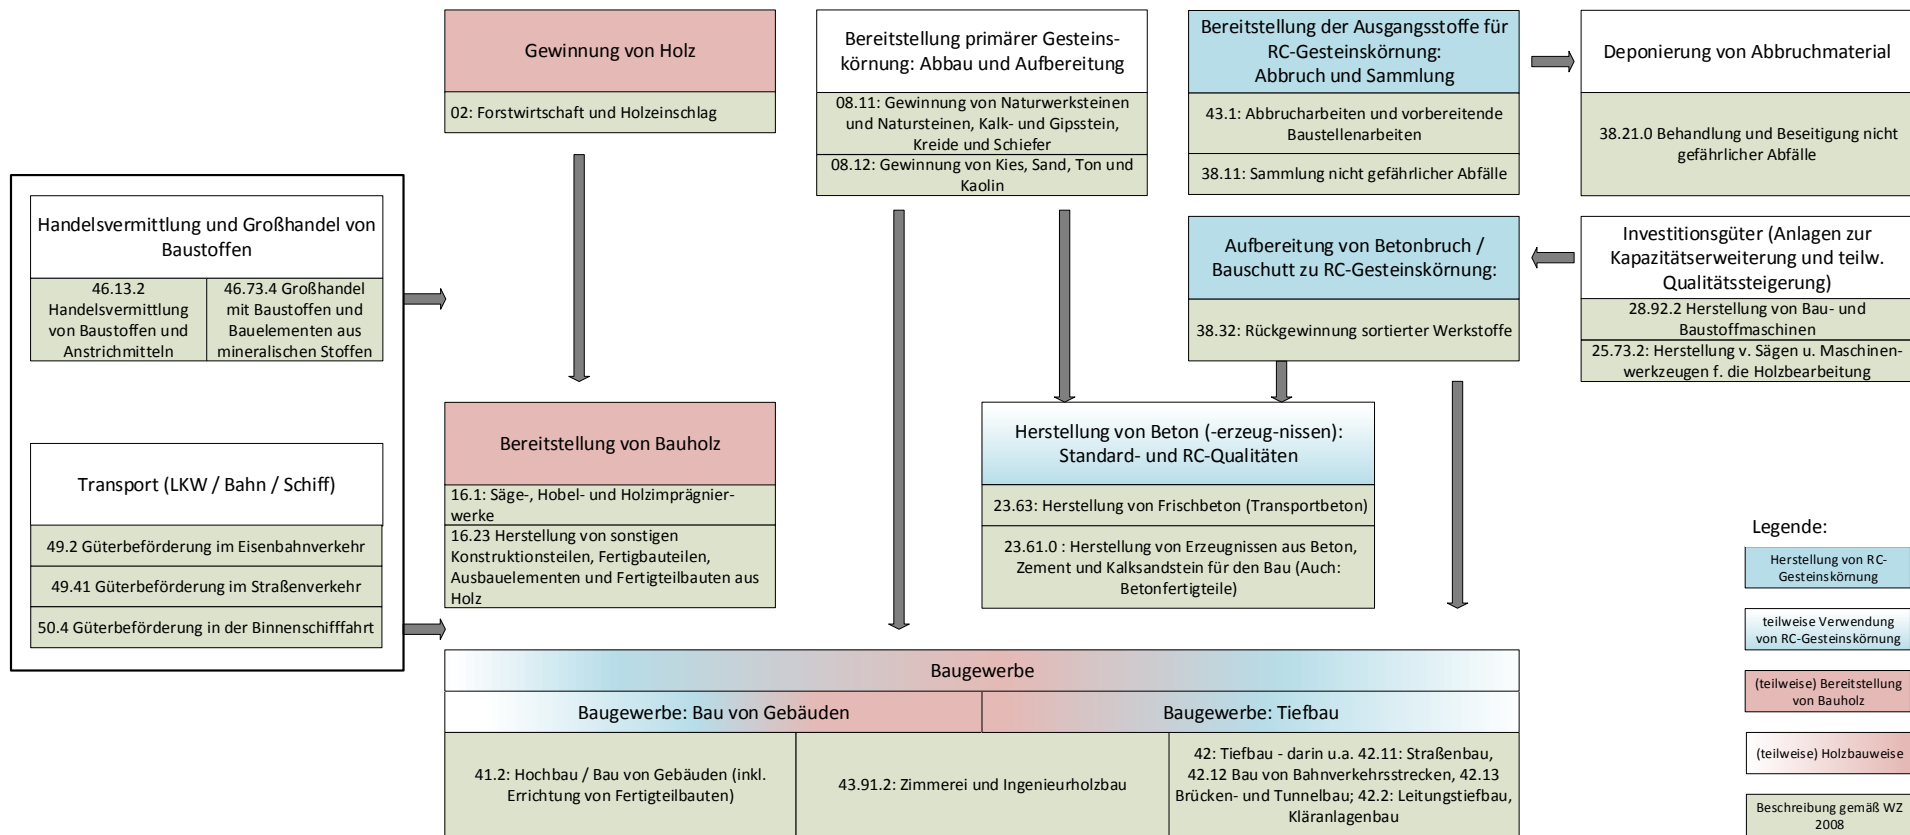 Gewinnung von Holz
02: Forstwirtschaft und Holzeinschlag
Bereitstellung primärer Gesteins-
körnung: Abbau und Aufbereitung
08.11: Gewinnung von Naturwerksteinen
und Natursteinen, Kalk- und Gipsstein,
Kreide und Schiefer
08.12: Gewinnung von Kies, Sand, Ton und
Kaolin
Bereitstellung der Ausgangsstoffe für
RC-Gesteinskörnung:
Abbruch und Sammlung
43.1: Abbrucharbeiten und vorbereitende
Baustellenarbeiten
38.11: Sammlung nicht gefährlicher Abfälle
Deponierung von Abbruchmaterial
38.21.0 Behandlung und Beseitigung nicht
gefährlicher Abfälle
Handelsvermittlung und Großhandel von
Baustoffen
46.13.2
Handelsvermittlung
von Baustoffen und
Anstrichmitteln
46.73.4 Großhandel
mit Baustoffen und
Bauelementen aus
mineralischen Stoffen
Aufbereitung von Betonbruch /
Bauschutt zu RC-Gesteinskörnung:
38.32: Rückgewinnung sortierter Werkstoffe
Investitionsgüter (Anlagen zur
Kapazitätserweiterung und teilw.
Qualitätssteigerung)
28.92.2 Herstellung von Bau- und
Baustoffmaschinen
25.73.2: Herstellung v. Sägen u. Maschinen-
werkzeugen f. die Holzbearbeitung
Transport (LKW / Bahn / Schiff)
49.2 Güterbeförderung im Eisenbahnverkehr
49.41 Güterbeförderung im Straßenverkehr
50.4 Güterbeförderung in der Binnenschifffahrt
Bereitstellung von Bauholz
16.1: Säge-, Hobel- und Holzimprägnier-
werke
16.23 Herstellung von sonstigen
Konstruktionsteilen, Fertigbauteilen,
Ausbauelementen und Fertigteilbauten aus
Holz
Herstellung von Beton (-erzeug-nissen):
Standard- und RC-Qualitäten
23.63: Herstellung von Frischbeton (Transportbeton)
23.61.0 : Herstellung von Erzeugnissen aus Beton,
Zement und Kalksandstein für den Bau (Auch:
Betonfertigteile)
Baugewerbe
Baugewerbe: Bau von Gebäuden
Baugewerbe: Tiefbau
41.2: Hochbau / Bau von Gebäuden (inkl.
Errichtung von Fertigteilbauten)
43.91.2: Zimmerei und Ingenieurholzbau
42: Tiefbau - darin u.a. 42.11: Straßenbau,
42.12 Bau von Bahnverkehrsstrecken, 42.13
Brücken- und Tunnelbau; 42.2: Leitungstiefbau,
Kläranlagenbau
Legende:
Herstellung von RC-
Gesteinskörnung
teilweise Verwendung
von RC-Gesteinskörnung
(teilweise) Bereitstellung
von Bauholz
(teilweise) Holzbauweise
Beschreibung gemäß WZ
2008